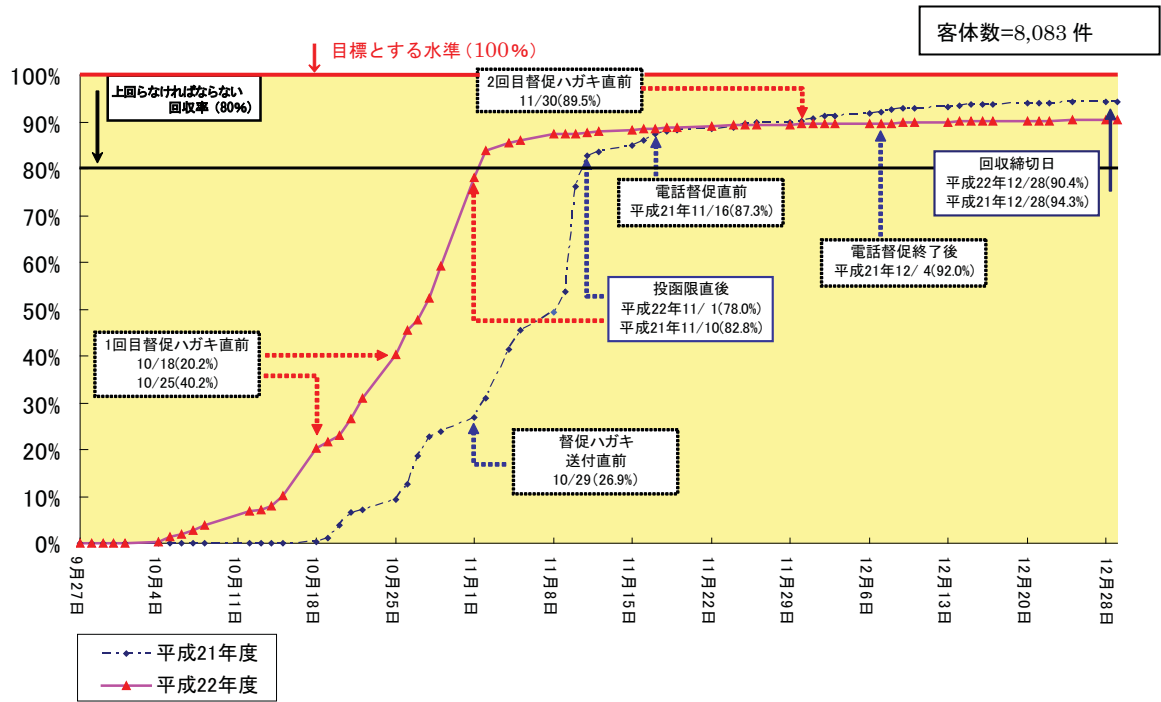 客体数=8,083 件
目標とする水準（100%）
100%
90%
80%
70%
60%
50%
40%
30%
20%
10%
0%
上回らなければならない
回収率（80%）
2回目督促ハガキ直前
11/30(89.5%)
電話督促直前
平成21年11/16(87.3%)
回収締切日
平成22年12/28(90.4%)
平成21年12/28(94.3%)
電話督促終了後
平成21年12/ 4(92.0%)
投函限直後
平成22年11/ 1(78.0%)
平成21年11/10(82.8%)
1回目督促ハガキ直前
10/18(20.2%)
10/25(40.2%)
督促ハガキ
送付直前
10/29(26.9%)
9月27日
10月4日
10月11日
10月18日
10月25日
11月1日
11月8日
11月15日
11月22日
11月29日
12月6日
12月13日
12月20日
12月28日
平成21年度
平成22年度